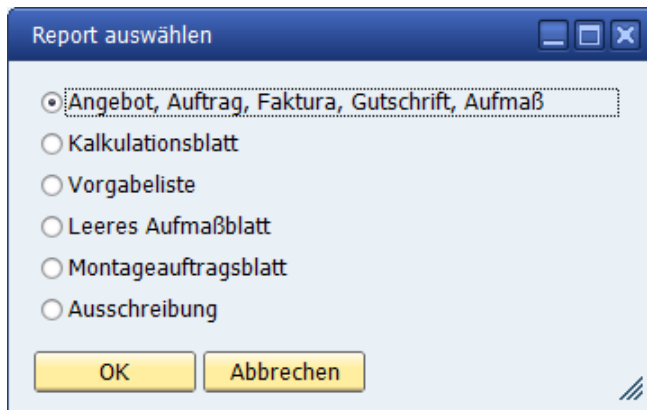 Report auswählen
Angebot, Auftrag, Faktura, Gutschrift, Aufmaß
Kalkulationsblatt
Vorgabeliste
Leeres Aufmaßblatt
Montageauftragsblatt
Ausschreibung
OK Abbrechen